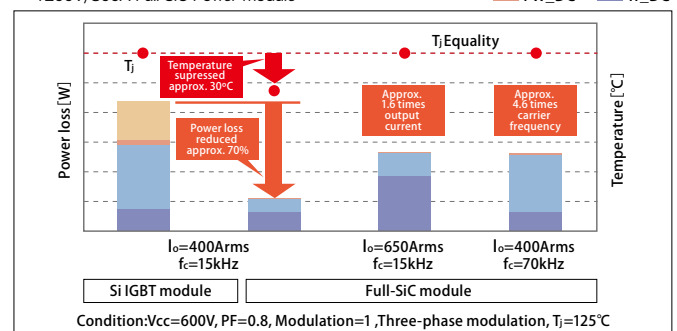 Power loss [W]
Temperature [°C]
Tj
Tj Equality
Temperature
supressed
approx. 30ºC
Power loss
reduced
approx. 70%
Approx.
1.6 times
output
current
Approx.
4.6 times
carrier
frequency
Io=400Arms
fc=15kHz
Io=650Arms
fc=15kHz
Io=400Arms
fc=70kHz
Si IGBT module
Full-SiC module
Condition:Vcc=600V, PF=0.8, Modulation=1 ,Three-phase modulation, Tj=125℃